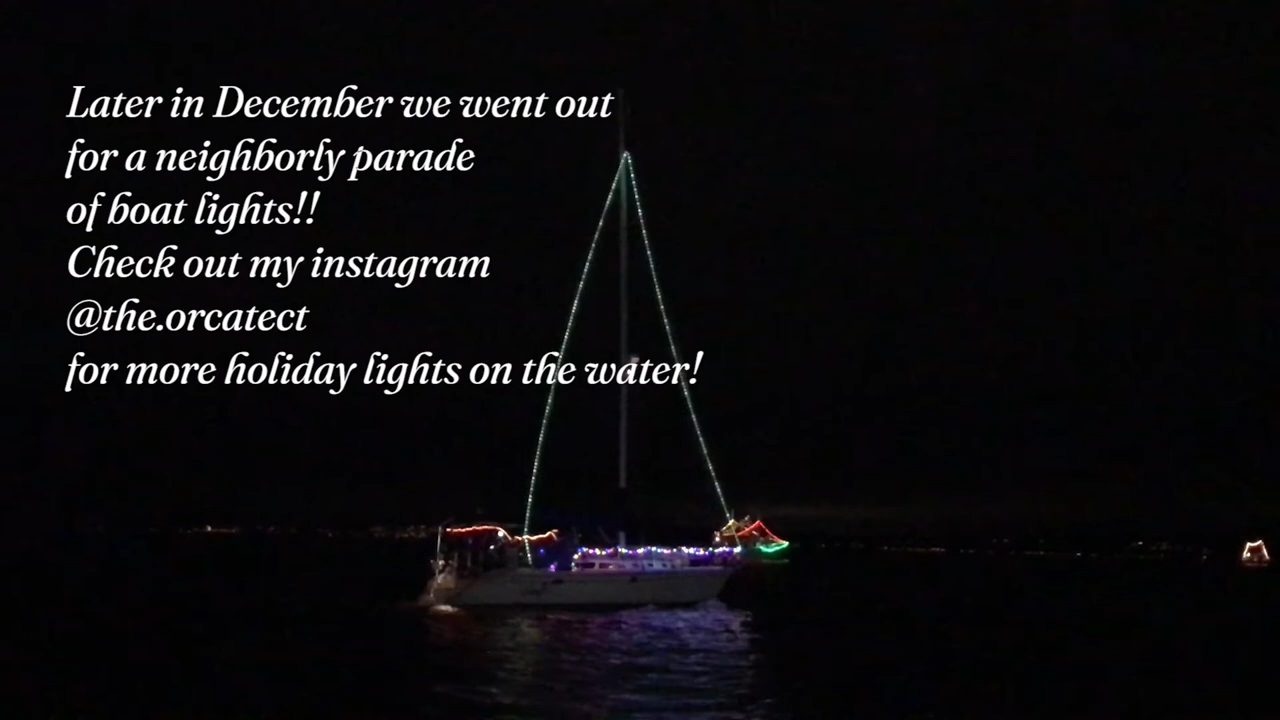 Later in December we went out
for a neighborly parade
of boat lights!!
Check out my instagram
@the.orcatect
for more holiday lights on the water!